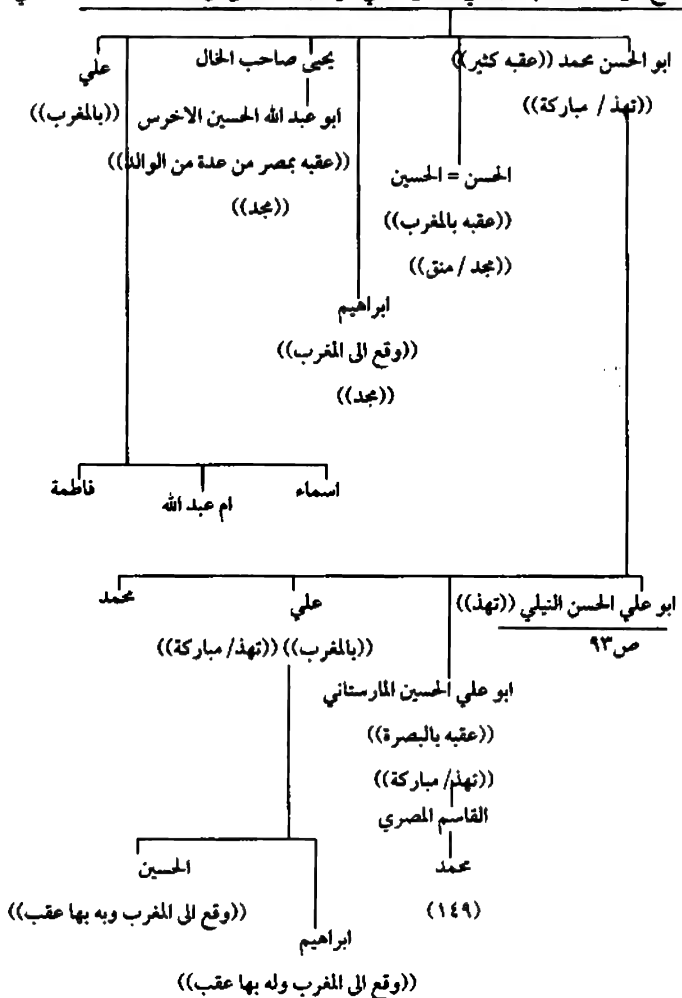 ابو الحسن محمد ((عقبه كثير))
((تهذ / مباركة))
الحسن = الحسين
((عقبه بالمغرب))
((مجد / منق))
يحيى صاحب الخال
ابو عبد الله الحسين الاخرس
((عقبه بمصر من عدة من الوالد))
((مجد))
علي
((بالمغرب))
ابراهيم
((وقع الى المغرب))
((مجد))
اسماء
ام عبد الله
فاطمة
ابو علي الحسن النيلي ((تهذ))
ص٩٣
ابو علي الحسين المارستاني
((عقبه بالبصرة))
((تهذ/ مباركة))
القاسم المصري
محمد
(١٤٩)
علي
((بالمغرب)) ((تهذ/ مباركة))
محمد
الحسين
((وقع الى المغرب وبه بها عقب))
ابراهيم
((وقع الى المغرب وله بها عقب))